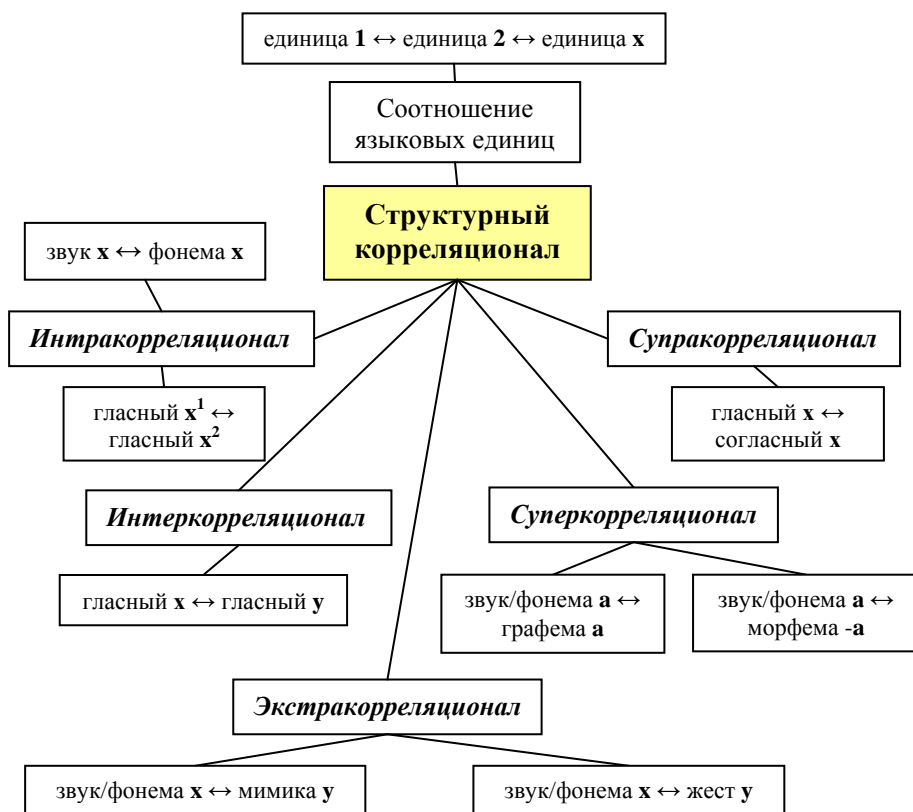 единица 1 ↔ единица 2 ↔ единица x
Соотношение
языковых единиц
Структурный
корреляционал
звук x ↔ фонема x
Интракорреляционал
Супракорреляционал
гласный x¹ ↔
гласный x²
гласный x ↔
согласный x
Интеркорреляционал
Суперкорреляционал
гласный x ↔ гласный y
звук/фонема а ↔
графема а
звук/фонема а ↔
морфема -а
Экстракорреляционал
звук/фонема x ↔ мимика y
звук/фонема x ↔ жест y